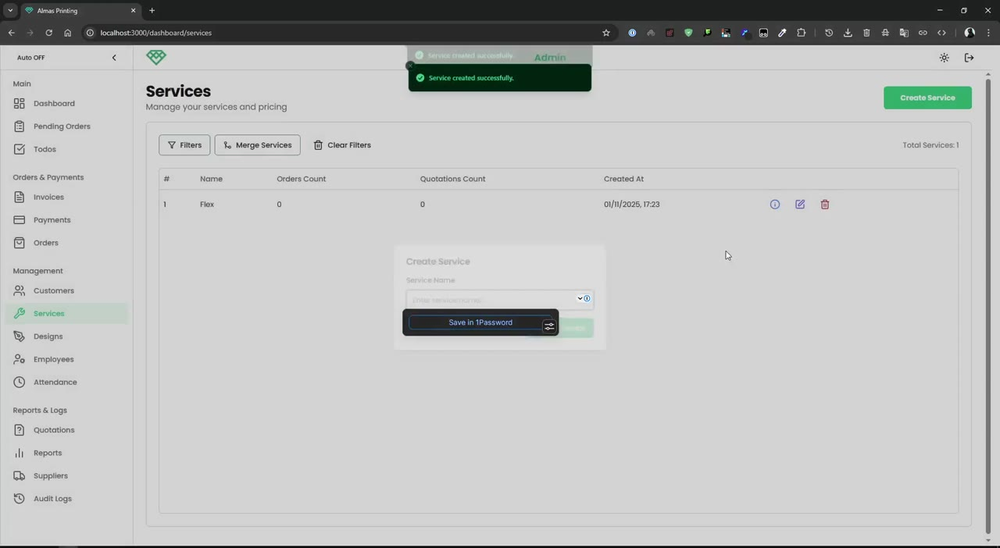 Almas Printing
localhost:3000/dashboard/services
Auto OFF
Main
Dashboard
Pending Orders
Todos
Orders & Payments
Invoices
Payments
Orders
Management
Customers
Services
Designs
Employees
Attendance
Reports & Logs
Quotations
Reports
Suppliers
Audit Logs
Service created successfully.
Admin
Service created successfully.
Services
Manage your services and pricing
Create Service
Filters
Merge Services
Clear Filters
Total Services: 1
# Name Orders Count Quotations Count Created At
1 Flex 0 0 01/11/2025, 17:23
Create Service
Service Name
Enter service name
Save in 1Password